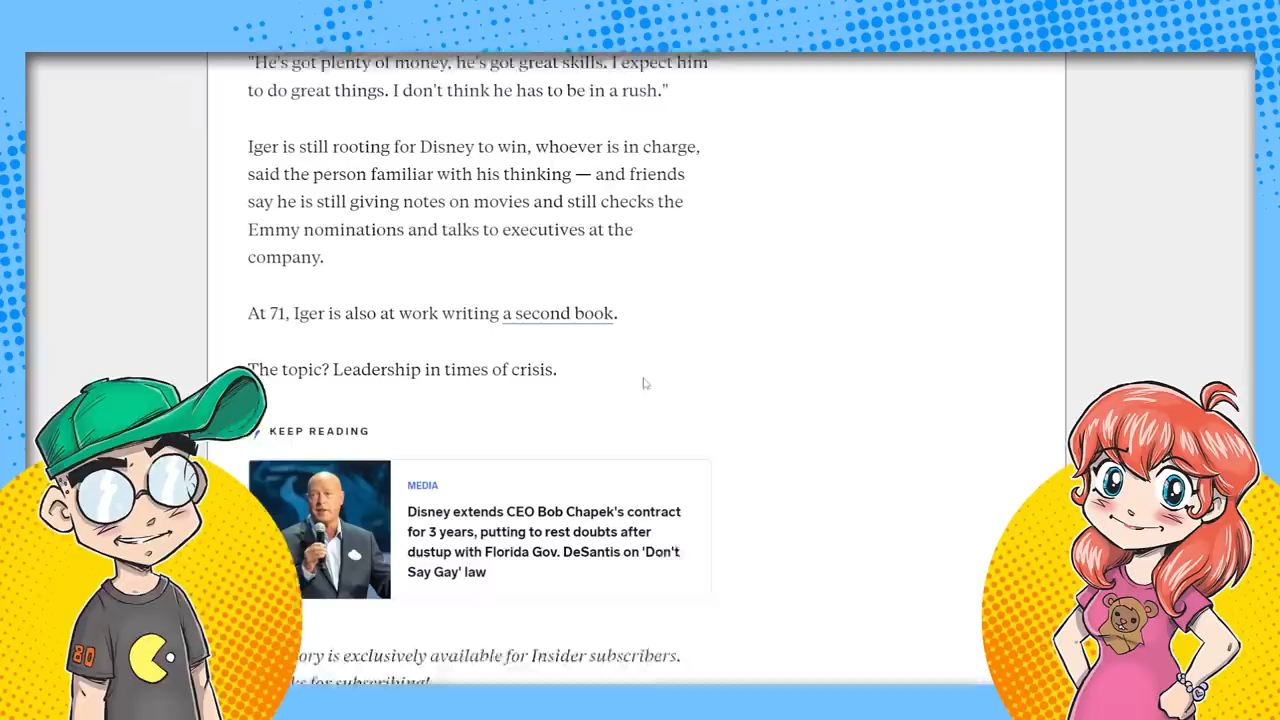 "He's got plenty of money, he's got great skills. I expect him
to do great things. I don't think he has to be in a rush."
Iger is still rooting for Disney to win, whoever is in charge,
said the person familiar with his thinking — and friends
say he is still giving notes on movies and still checks the
Emmy nominations and talks to executives at the
company.
At 71, Iger is also at work writing a second book.
The topic? Leadership in times of crisis.
KEEP READING
MEDIA
Disney extends CEO Bob Chapek's contract
for 3 years, putting to rest doubts after
dustup with Florida Gov. DeSantis on 'Don't
Say Gay' law
80
ory is exclusively available for Insider subscribers.
ks for subscribing!